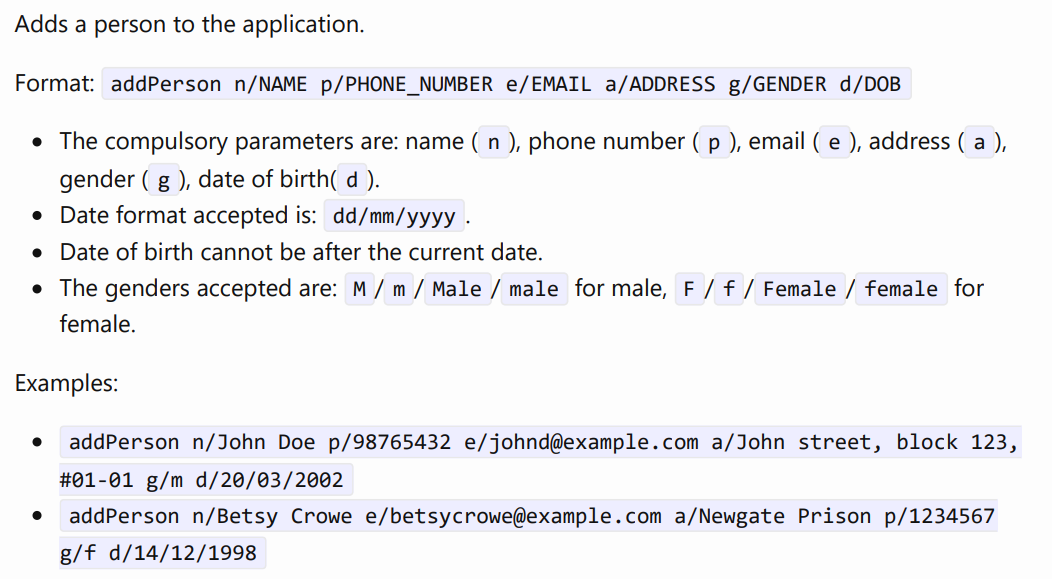 Adds a person to the application.
Format: addPerson n/NAME p/PHONE_NUMBER e/EMAIL a/ADDRESS g/GENDER d/DOB
• The compulsory parameters are: name ( n ), phone number ( p ), email ( e ), address ( a ),
gender ( g ), date of birth( d ).
• Date format accepted is: dd/mm/yyyy .
• Date of birth cannot be after the current date.
• The genders accepted are: M / m / Male / male for male, F / f / Female / female for
female.
Examples:
• addPerson n/John Doe p/98765432 e/johnd@example.com a/John street, block 123,
#01-01 g/m d/20/03/2002
• addPerson n/Betsy Crowe e/betsycrowe@example.com a/Newgate Prison p/1234567
g/f d/14/12/1998